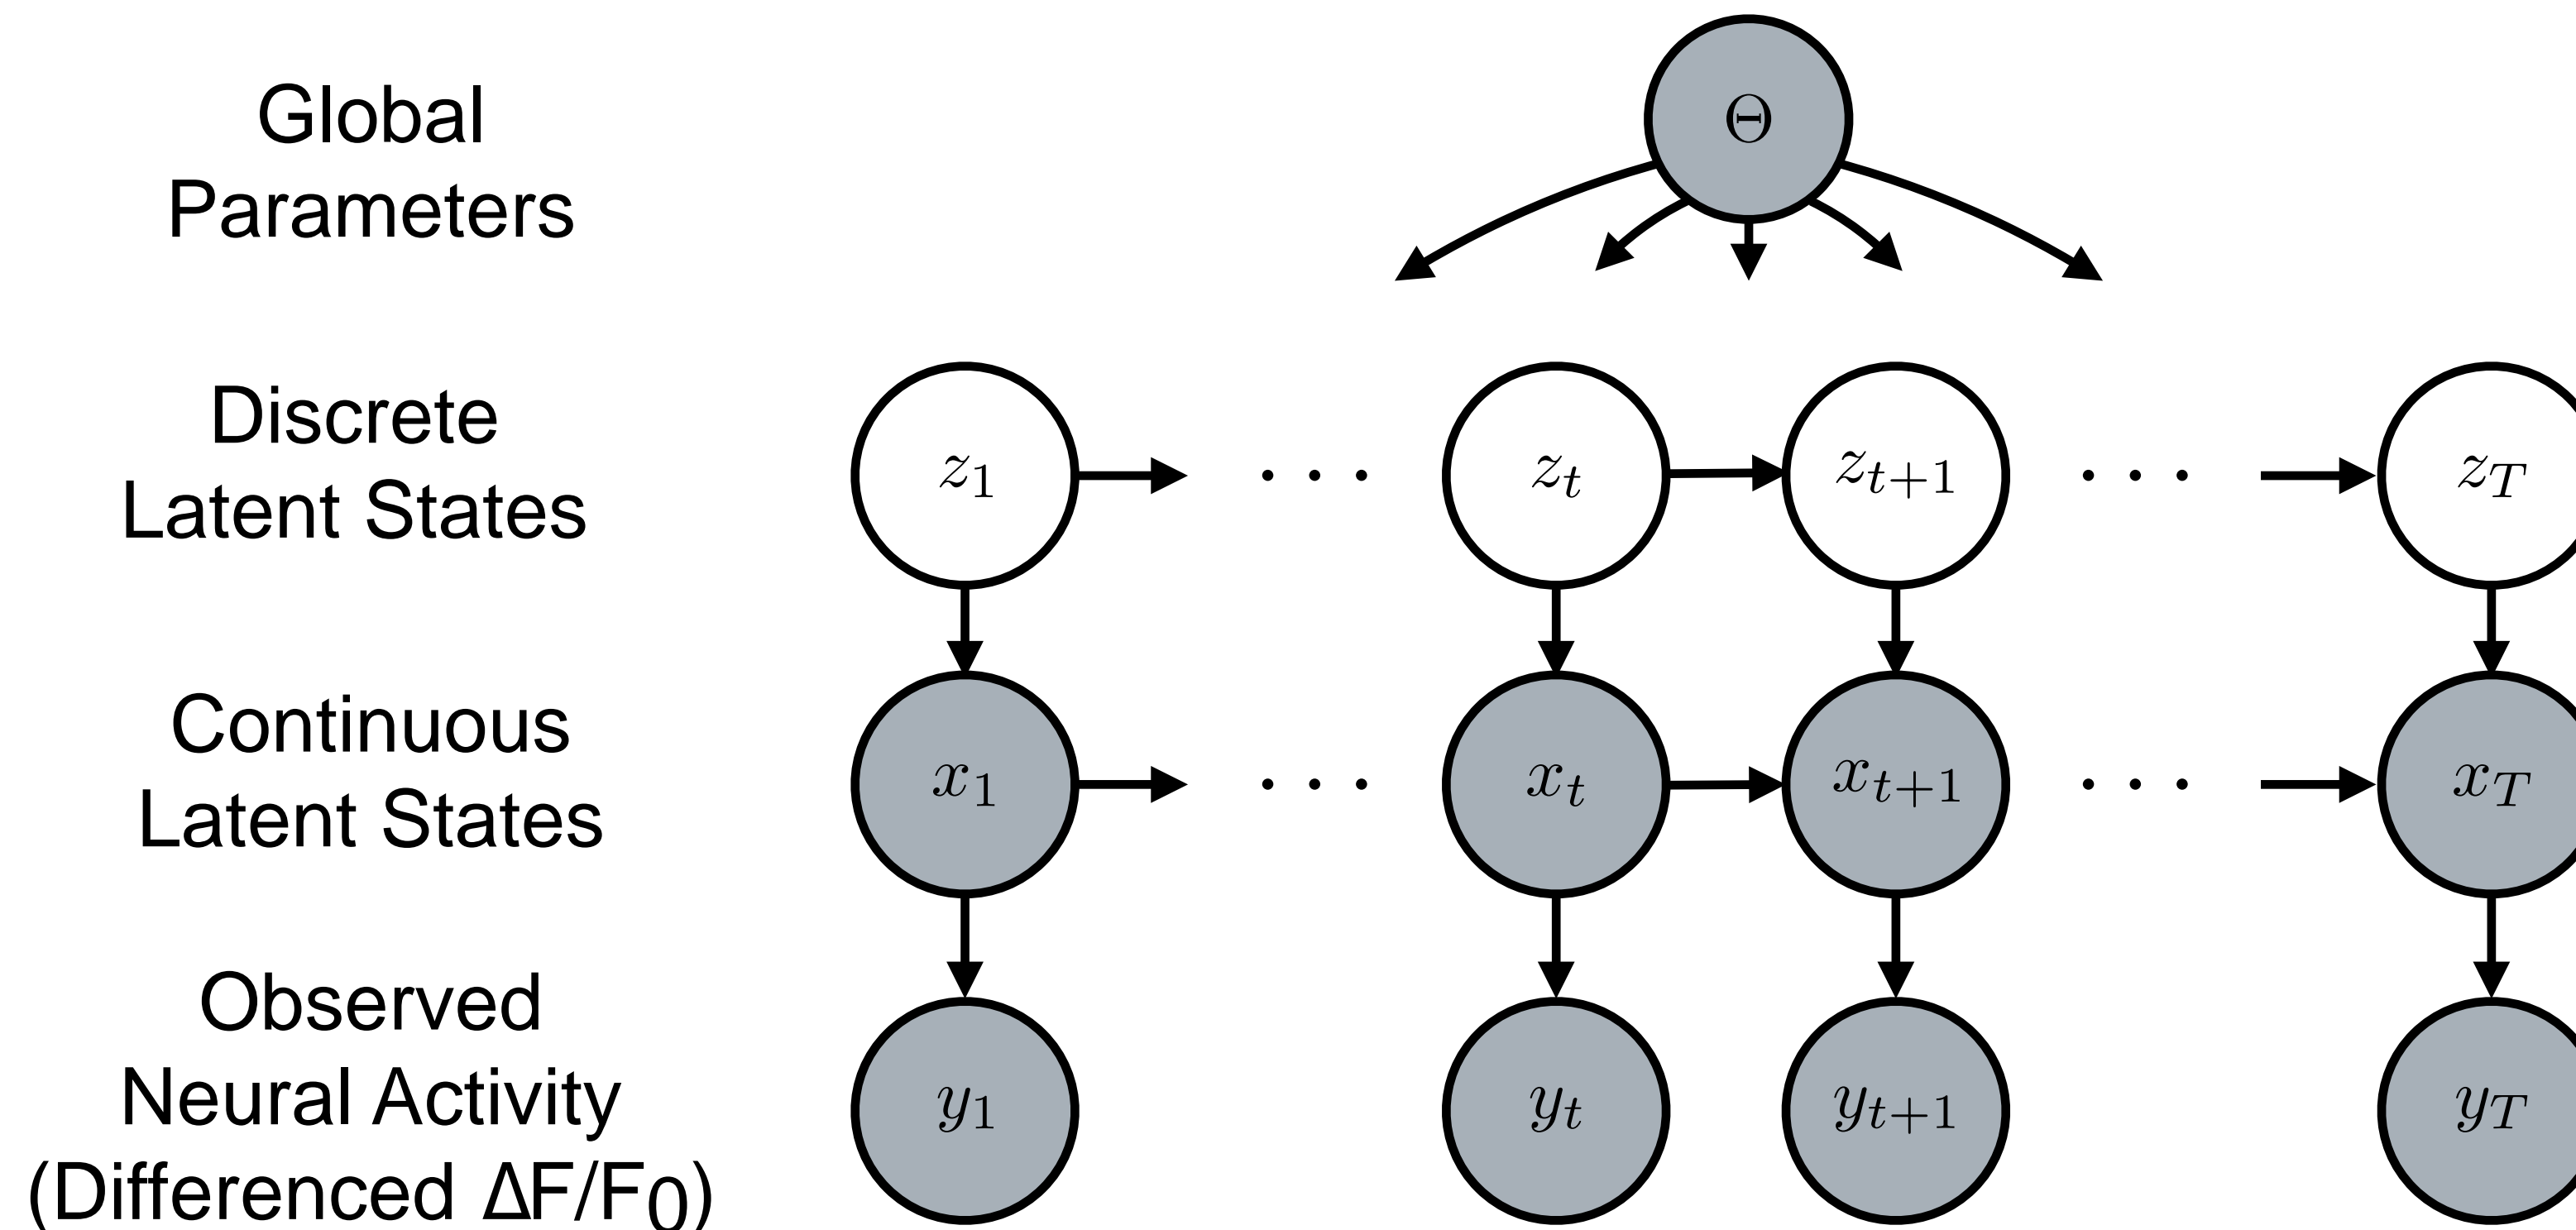 Global
Parameters
Θ
Discrete
Latent States
z1 · · · zt zt+1 · · · zT
Continuous
Latent States
x1 · · · xt xt+1 · · · xT
Observed
Neural Activity
(Differenced ΔF/F0)
y1 yt yt+1 yT